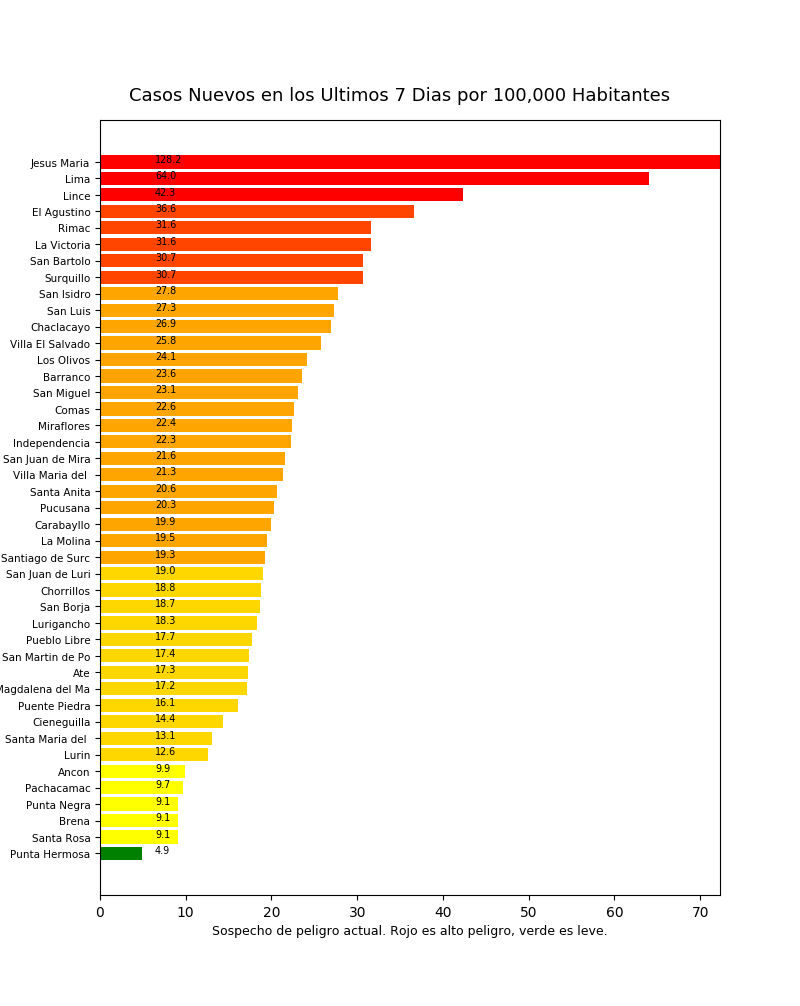 Casos Nuevos en los Ultimos 7 Dias por 100,000 Habitantes
Jesus Maria 128.2
Lima 64.0
Lince 42.3
El Agustino 36.6
Rimac 31.6
La Victoria 31.6
San Bartolo 30.7
Surquillo 30.7
San Isidro 27.8
San Luis 27.3
Chaclacayo 26.9
Villa El Salvado 25.8
Los Olivos 24.1
Barranco 23.6
San Miguel 23.1
Comas 22.6
Miraflores 22.4
Independencia 22.3
San Juan de Mira 21.6
Villa Maria del 21.3
Santa Anita 20.6
Pucusana 20.3
Carabayllo 19.9
La Molina 19.5
Santiago de Surc 19.3
San Juan de Luri 19.0
Chorrillos 18.8
San Borja 18.7
Lurigancho 18.3
Pueblo Libre 17.7
San Martin de Po 17.4
Ate 17.3
Magdalena del Ma 17.2
Puente Piedra 16.1
Cieneguilla 14.4
Santa Maria del 13.1
Lurin 12.6
Ancon 9.9
Pachacamac 9.7
Punta Negra 9.1
Brena 9.1
Santa Rosa 9.1
Punta Hermosa 4.9
0 10 20 30 40 50 60 70
Sospecho de peligro actual. Rojo es alto peligro, verde es leve.